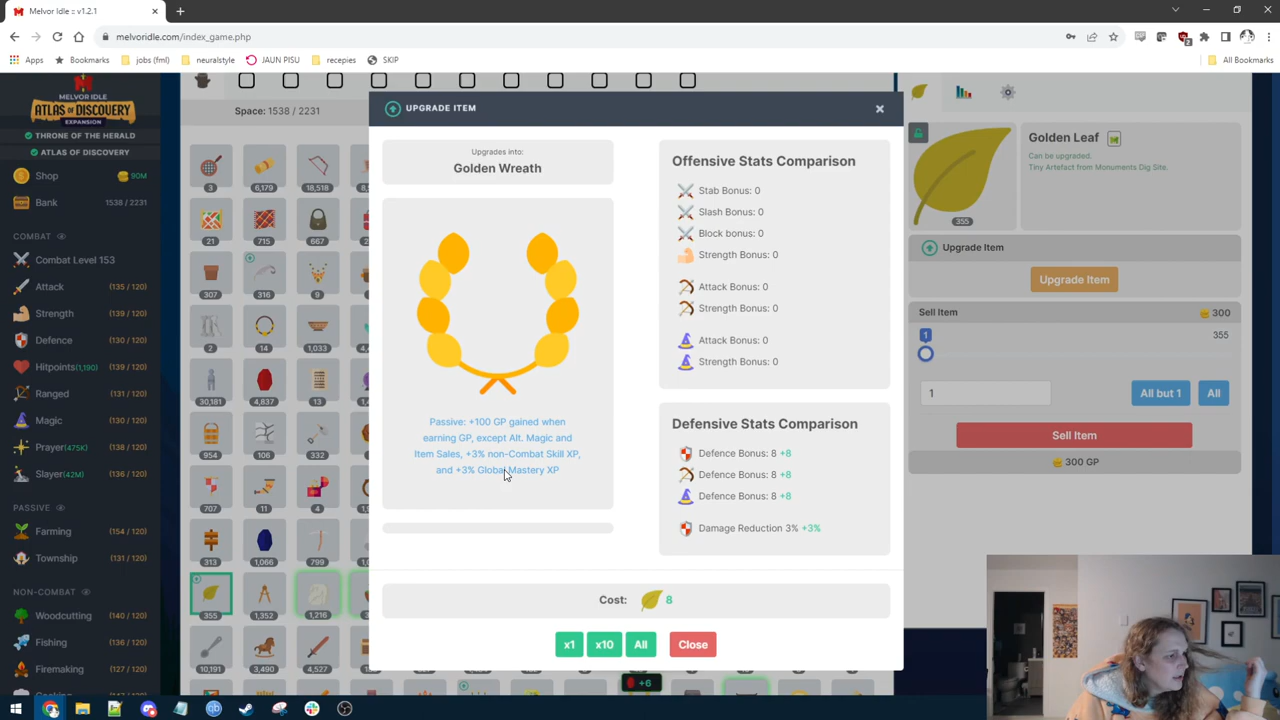 Melvor Idle :: v1.2.1
melvoridle.com/index_game.php
Apps
Bookmarks
jobs (fml)
neuralstyle
JAUN PISU
recepies
SKIP
All Bookmarks
MELVOR IDLE
ATLAS OF DISCOVERY
EXPANSION
THRONE OF THE HERALD
ATLAS OF DISCOVERY
Shop
90M
Bank
1538 / 2231
COMBAT
Combat Level 153
Attack
(135 / 120)
Strength
(139 / 120)
Defence
(130 / 120)
Hitpoints(1,190)
(139 / 120)
Ranged
(131 / 120)
Magic
(130 / 120)
Prayer(475K)
(138 / 120)
Slayer(42M)
(126 / 120)
PASSIVE
Farming
(154 / 120)
Township
(131 / 120)
NON-COMBAT
Woodcutting
(140 / 120)
Fishing
(136 / 120)
Firemaking
(127 / 120)
Space: 1538 / 2231
3
6,179
18,518
21
715
667
307
316
9
2
14
1,033
30,181
4,837
13
934
106
332
707
11
4
313
1,066
799
355
1,352
1,216
10,191
3,490
4,527
UPGRADE ITEM
×
Upgrades into:
Golden Wreath
Passive: +100 GP gained when
earning GP, except Alt. Magic and
Item Sales, +3% non-Combat Skill XP,
and +3% Global Mastery XP
Offensive Stats Comparison
Stab Bonus: 0
Slash Bonus: 0
Block bonus: 0
Strength Bonus: 0
Attack Bonus: 0
Strength Bonus: 0
Attack Bonus: 0
Strength Bonus: 0
Defensive Stats Comparison
Defence Bonus: 8 +8
Defence Bonus: 8 +8
Defence Bonus: 8 +8
Damage Reduction 3% +3%
Cost:
8
x1
x10
All
Close
+6
Golden Leaf
Can be upgraded.
Tiny Artefact from Monuments Dig Site.
355
Upgrade Item
Upgrade Item
Sell Item
300
1
355
1
All but 1
All
Sell Item
300 GP